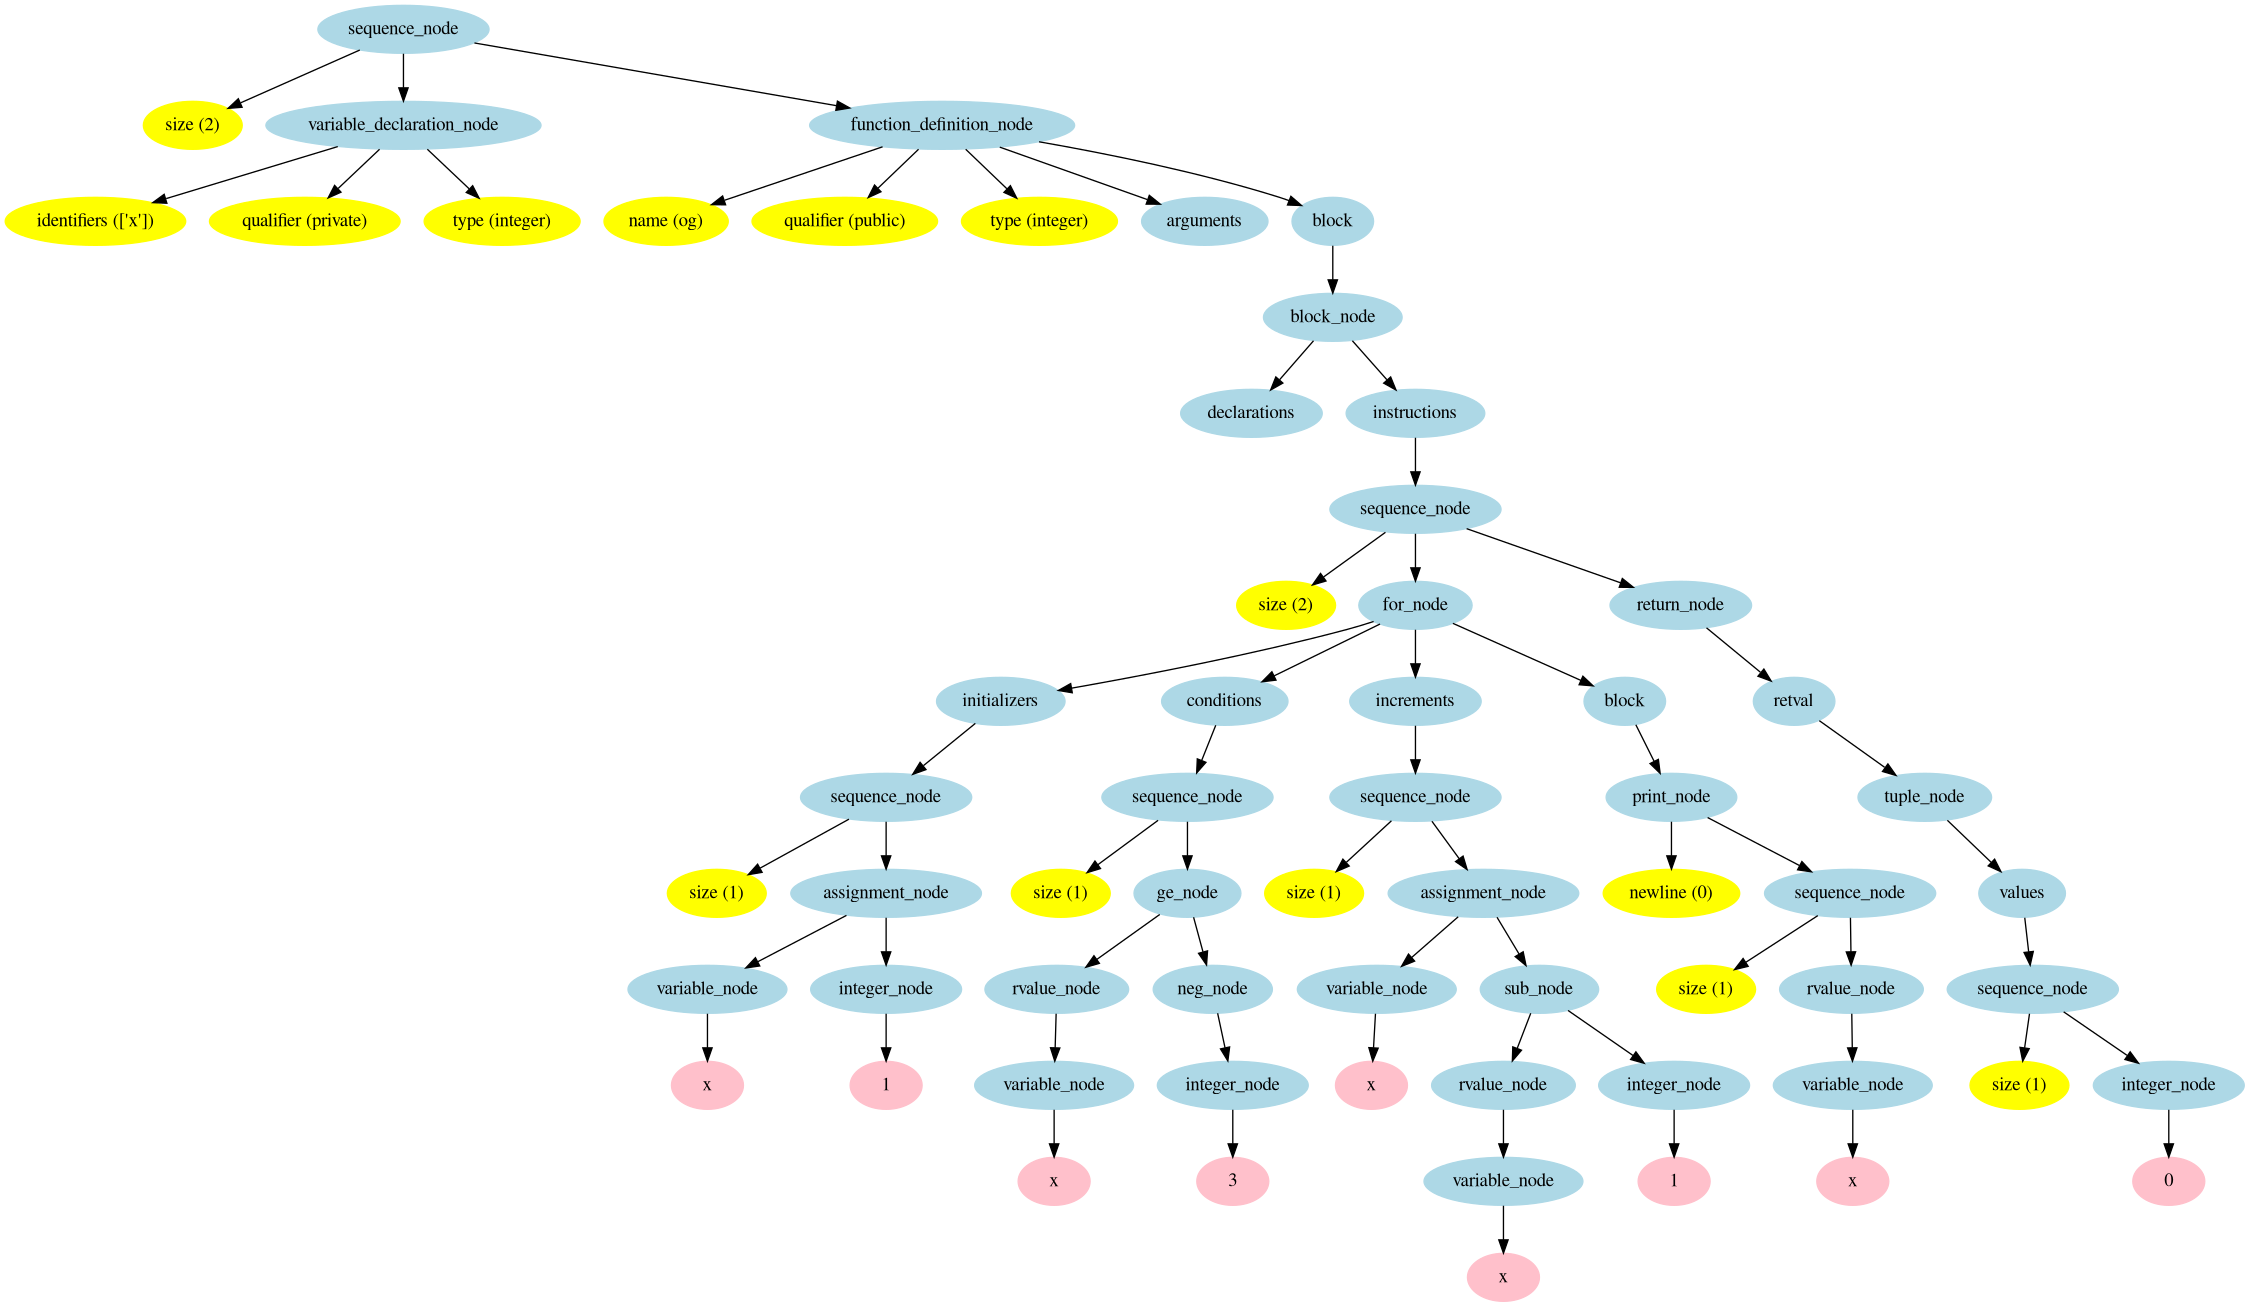 sequence_node
size (2)
variable_declaration_node
function_definition_node
identifiers (['x'])
qualifier (private)
type (integer)
name (og)
qualifier (public)
type (integer)
arguments
block
block_node
declarations
instructions
sequence_node
size (2)
for_node
return_node
initializers
conditions
increments
block
retval
sequence_node
sequence_node
sequence_node
print_node
tuple_node
size (1)
assignment_node
size (1)
ge_node
size (1)
assignment_node
newline (0)
sequence_node
values
variable_node
integer_node
rvalue_node
neg_node
variable_node
sub_node
size (1)
rvalue_node
sequence_node
x
1
variable_node
integer_node
x
rvalue_node
integer_node
variable_node
size (1)
integer_node
x
3
variable_node
1
x
0
x